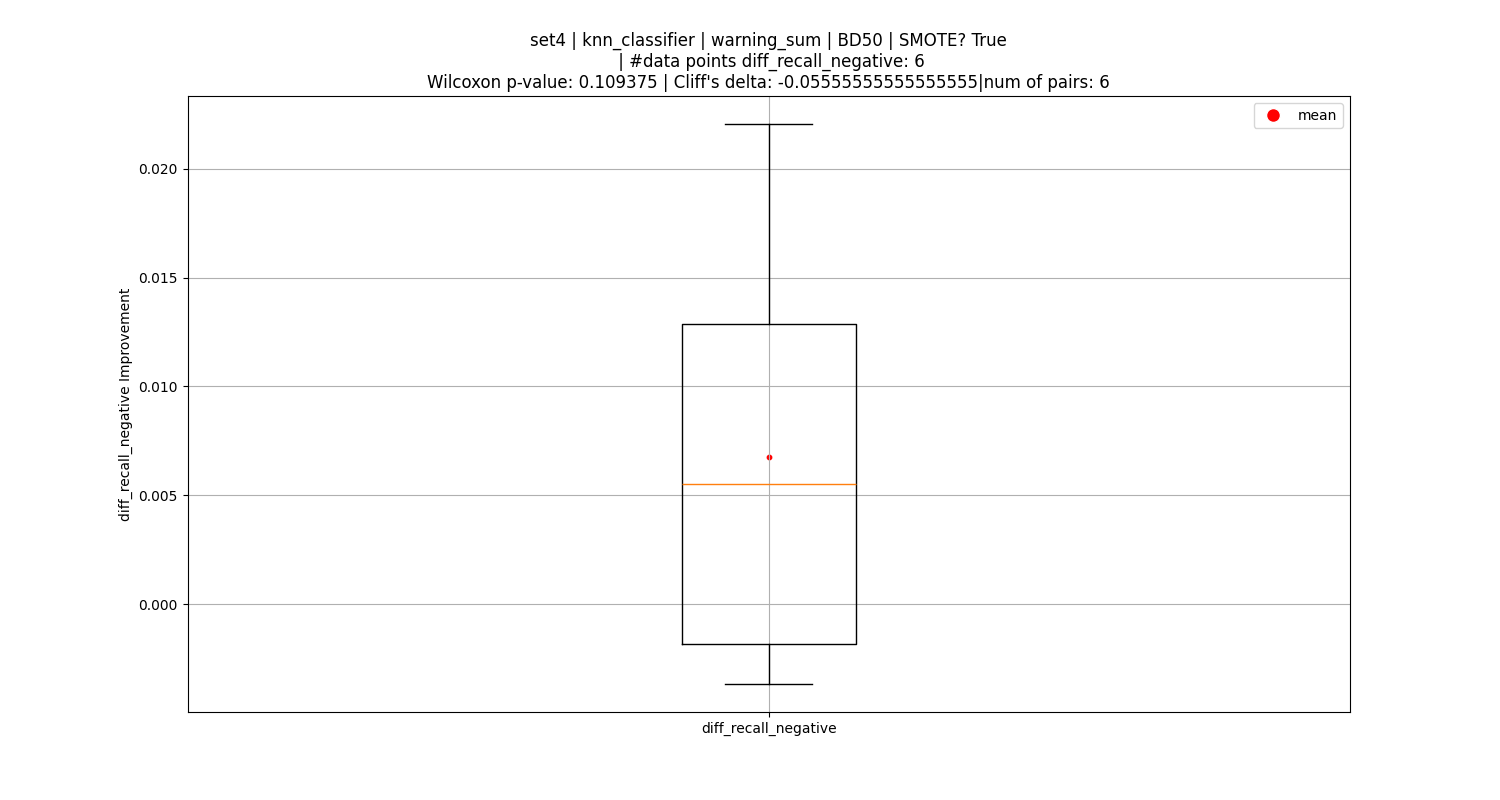 set4 | knn_classifier | warning_sum | BD50 | SMOTE? True
| #data points diff_recall_negative: 6
Wilcoxon p-value: 0.109375 | Cliff's delta: -0.05555555555555555|num of pairs: 6
mean
0.020
0.015
0.010
0.005
0.000
diff_recall_negative Improvement
diff_recall_negative